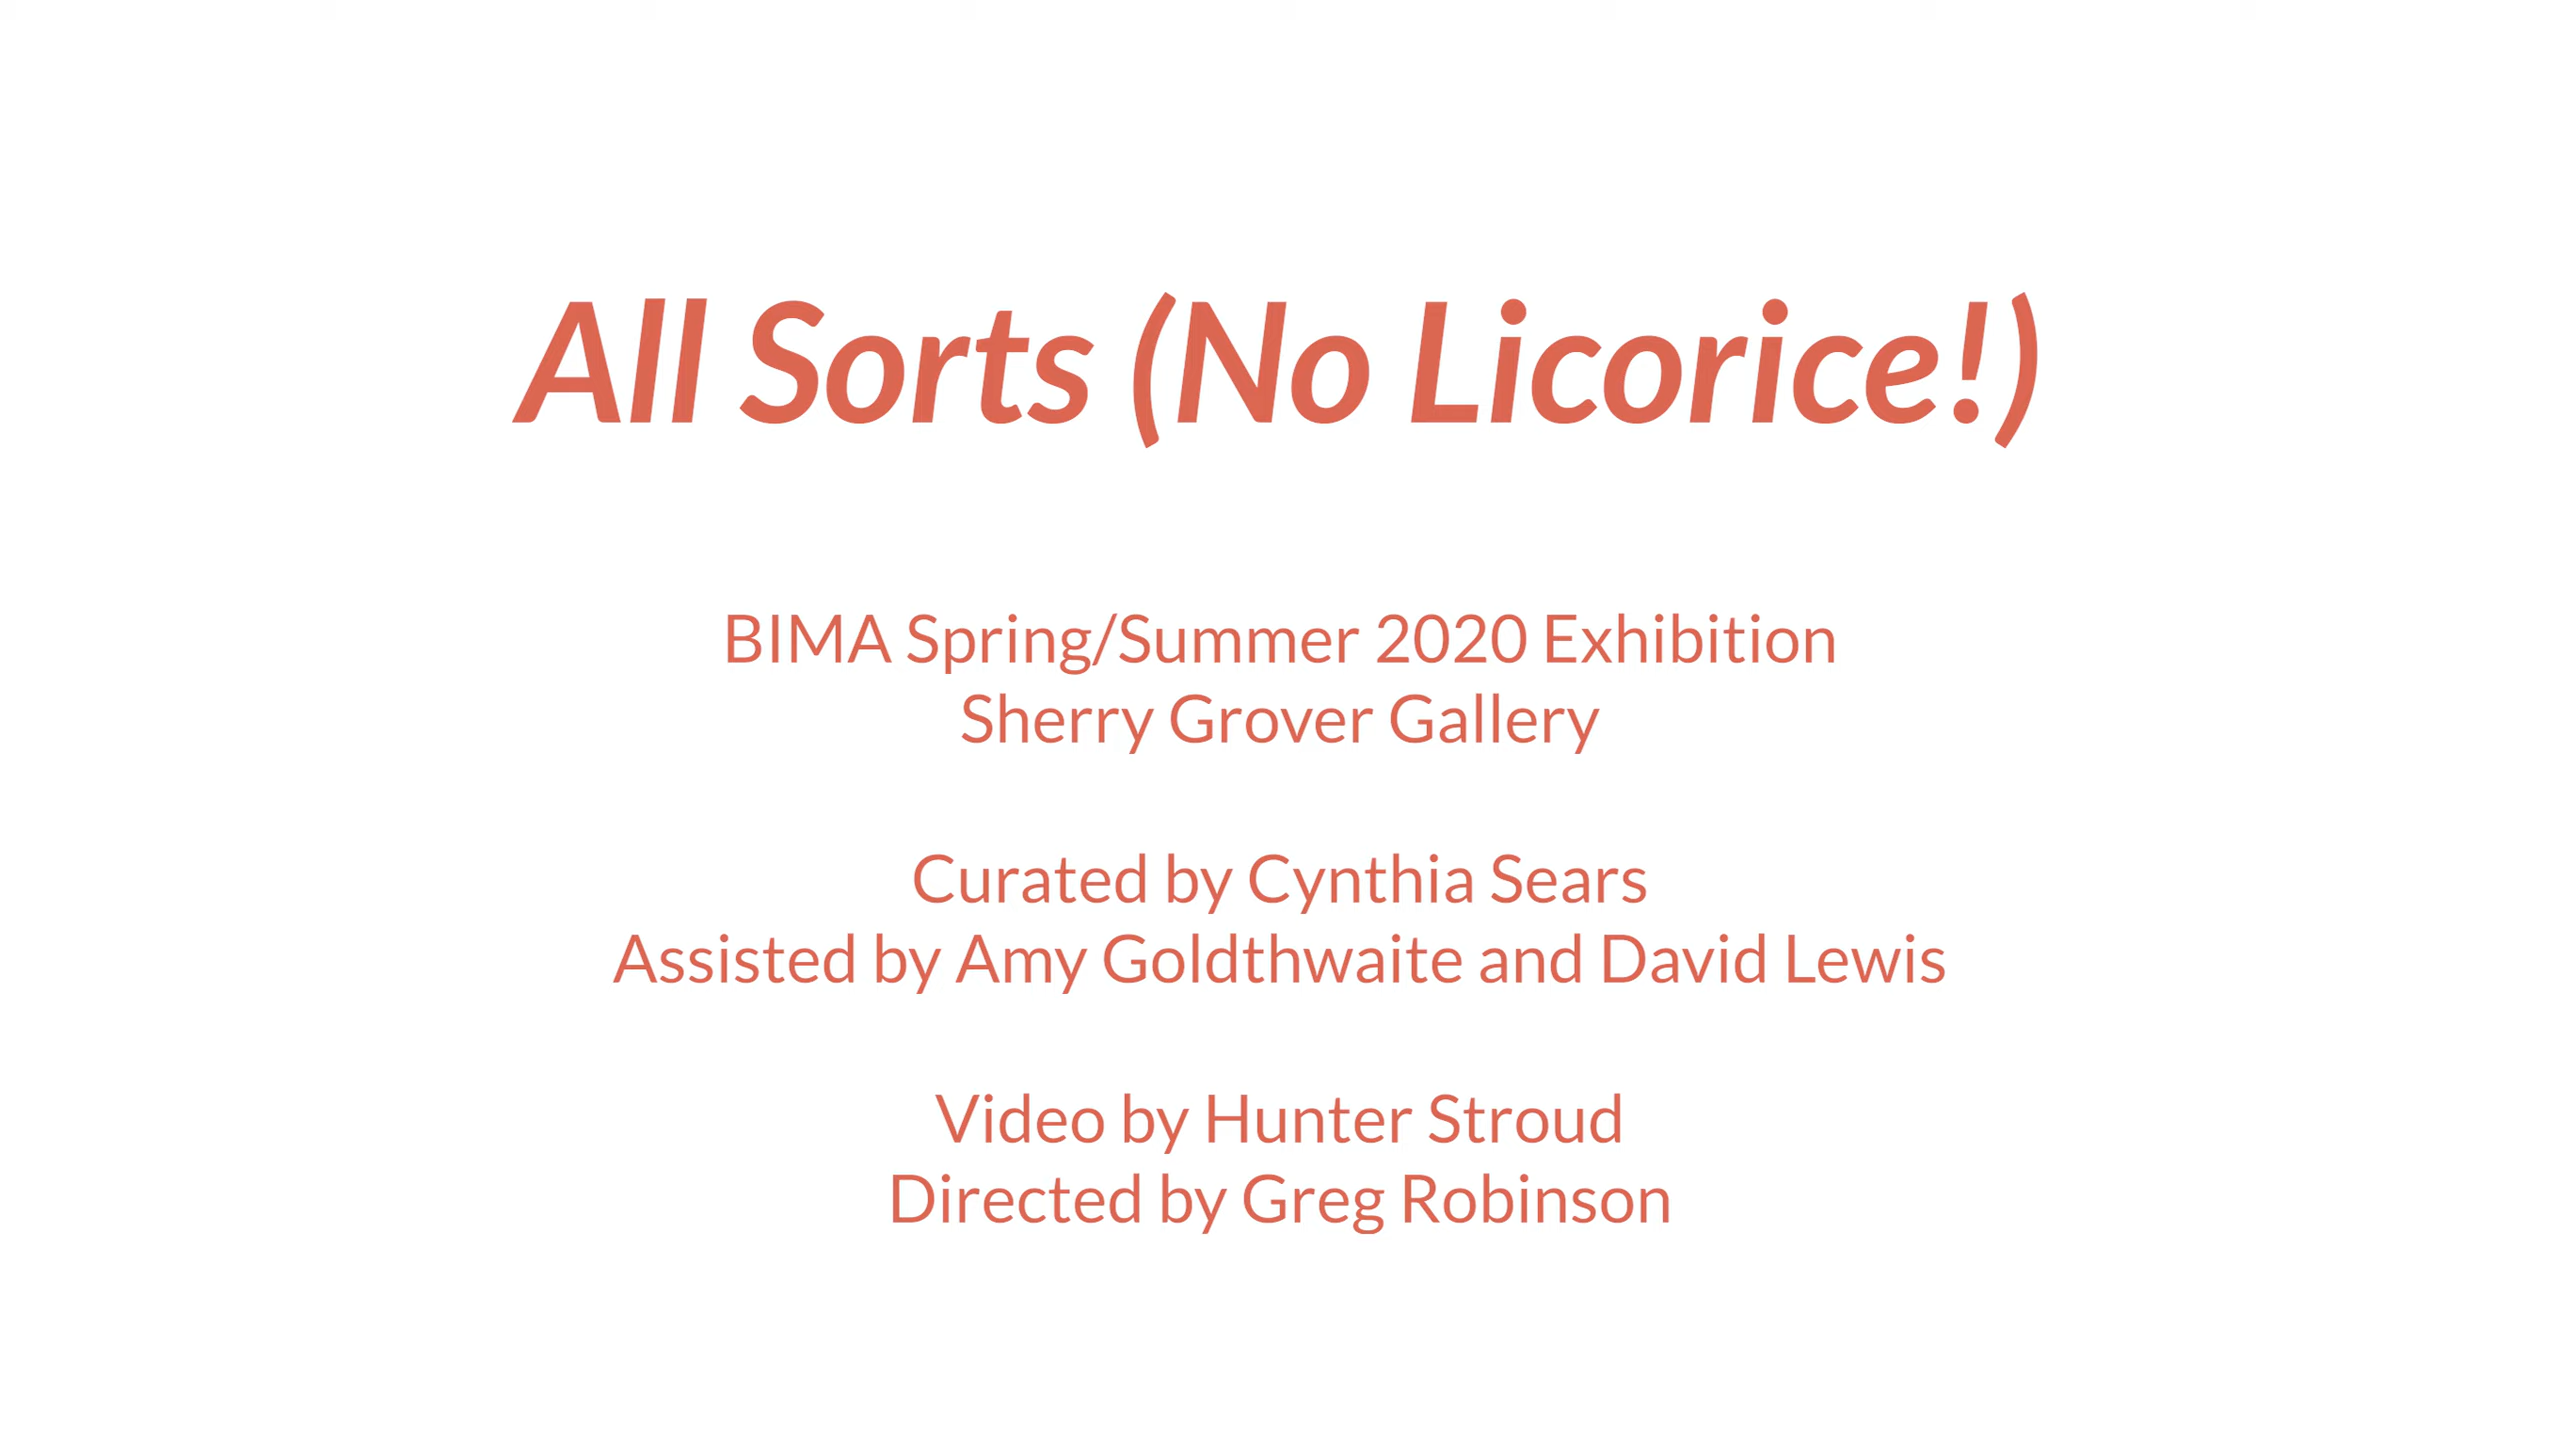 All Sorts (No Licorice!)
BIMA Spring/Summer 2020 Exhibition
Sherry Grover Gallery
Curated by Cynthia Sears
Assisted by Amy Goldthwaite and David Lewis
Video by Hunter Stroud
Directed by Greg Robinson